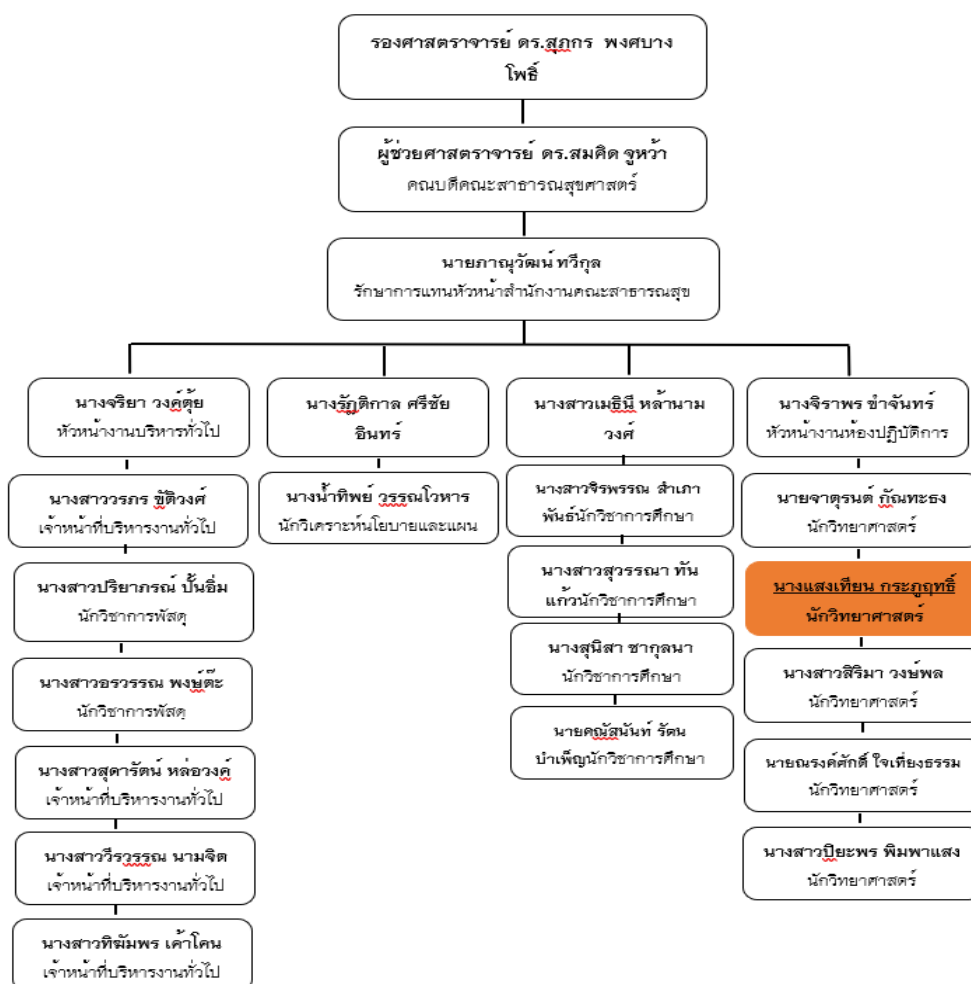 รองศาสตราจารย์ ดร.สุภกร พงศบาง
โพธิ์
ผู้ช่วยศาสตราจารย์ ดร.สมศิด จูหว้า
คณบดีคณะสาธารณสุขศาสตร์
นายภาณุวัฒน์ ทวีกุล
รักษาการแทนหัวหน้าสำนักงานคณะสาธารณสุข
นางจริยา วงค์ตุ้ย
หัวหน้างานบริหารทั่วไป
นางสาววรภร ขัติวงศ์
เจ้าหน้าที่บริหารงานทั่วไป
นางสาวปริยาภรณ์ ปั้นอิ่ม
นักวิชาการพัสดุ
นางสาวอรวรรณ พงษ์ต๊ะ
นักวิชาการพัสดุ
นางสาวสุดารัตน์ หล่อวงค์
เจ้าหน้าที่บริหารงานทั่วไป
นางสาววีรวรรณ นามจิต
เจ้าหน้าที่บริหารงานทั่วไป
นางสาวทิฆัมพร เค้าโคน
เจ้าหน้าที่บริหารงานทั่วไป
นางรัฏติกาล ศรีชัย
อินทร์
นางน้ำทิพย์ วรรณโวหาร
นักวิเคราะห์นโยบายและแผน
นางสาวเมธินี หล้านาม
วงศ์
นางสาวจิรพรรณ สำเภา
พันธ์นักวิชาการศึกษา
นางสาวสุวรรณา ทัน
แก้วนักวิชาการศึกษา
นางสุนิสา ชากุลนา
นักวิชาการศึกษา
นายคณัสนันท์ รัตน
บำเพ็ญนักวิชาการศึกษา
นางจิราพร ขำจันทร์
หัวหน้างานห้องปฏิบัติการ
นายจาตุรนต์ กัณทะธง
นักวิทยาศาสตร์
นางแสงเทียน กระภูฤทธิ์
นักวิทยาศาสตร์
นางสาวสิริมา วงษ์พล
นักวิทยาศาสตร์
นายณรงค์ศักดิ์ ใจเที่ยงธรรม
นักวิทยาศาสตร์
นางสาวปิยะพร พิมพาแสง
นักวิทยาศาสตร์